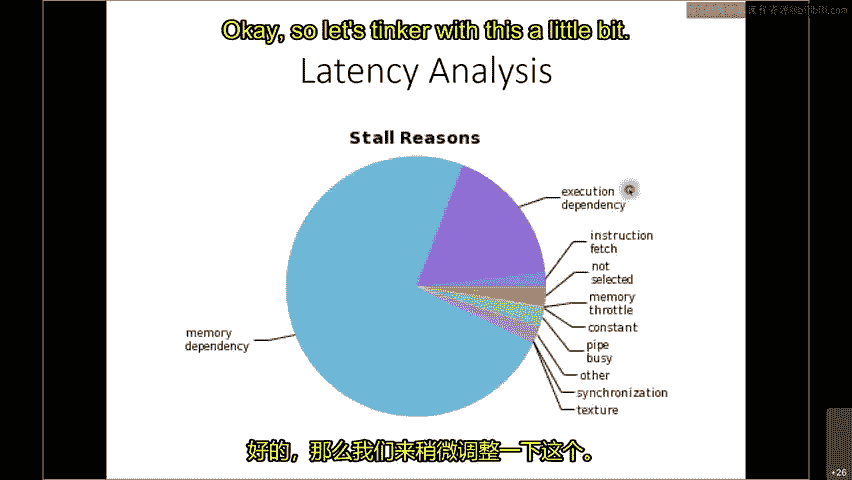 Okay, so let's tinker with this a little bit.
Latency Analysis
Stall Reasons
execution
dependency
instruction
fetch
not
selected
memory
throttle
constant
pipe
busy
other
synchronization
texture
memory
dependency
好的，那么我们来稍微调整一下这个。
+26